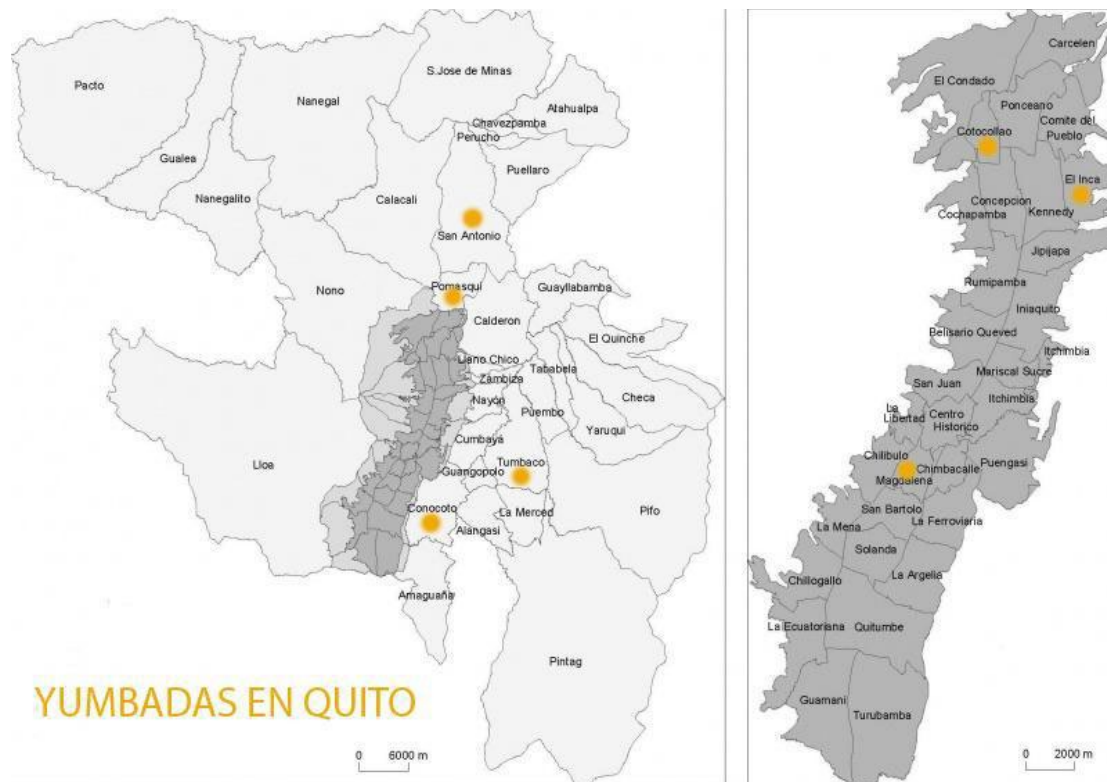 Pacto
Gualea
Nanegalito
Nanegal
S.Jose de Minas
Atahualpa
Chavezpamba
Perucho
Puellaro
Calacali
San Antonio
Nono
Pomasqui
Guayllabamba
Calderon
El Quinche
Llano Chico
Tababela
Zambiza
Checa
Nayón
Puembo
Yaruqui
Cumbayá
Lloa
Guangopolo
Tumbaco
Pifo
Conocoto
La Merced
Alangasi
Amaguaña
Pintag
YUMBADAS EN QUITO
0 6000 m
Carcelen
El Condado
Ponceano
Comite del
Pueblo
Cotocollao
El Inca
Concepcion
Cochapamba
Kennedy
Jipijapa
Rumipamba
Iniaquito
Belisario Queved
Itchimbia
Mariscal Sucre
San Juan
Itchimbia
La
Libertad
Centro
Historico
Chilibulo
Chimbacalle
Puengasi
Magdalena
San Bartolo
La Ferroviaria
La Mena
Solanda
La Argelia
Chillogallo
La Ecuatoriana
Quitumbe
Guamani
Turubamba
0 2000 m